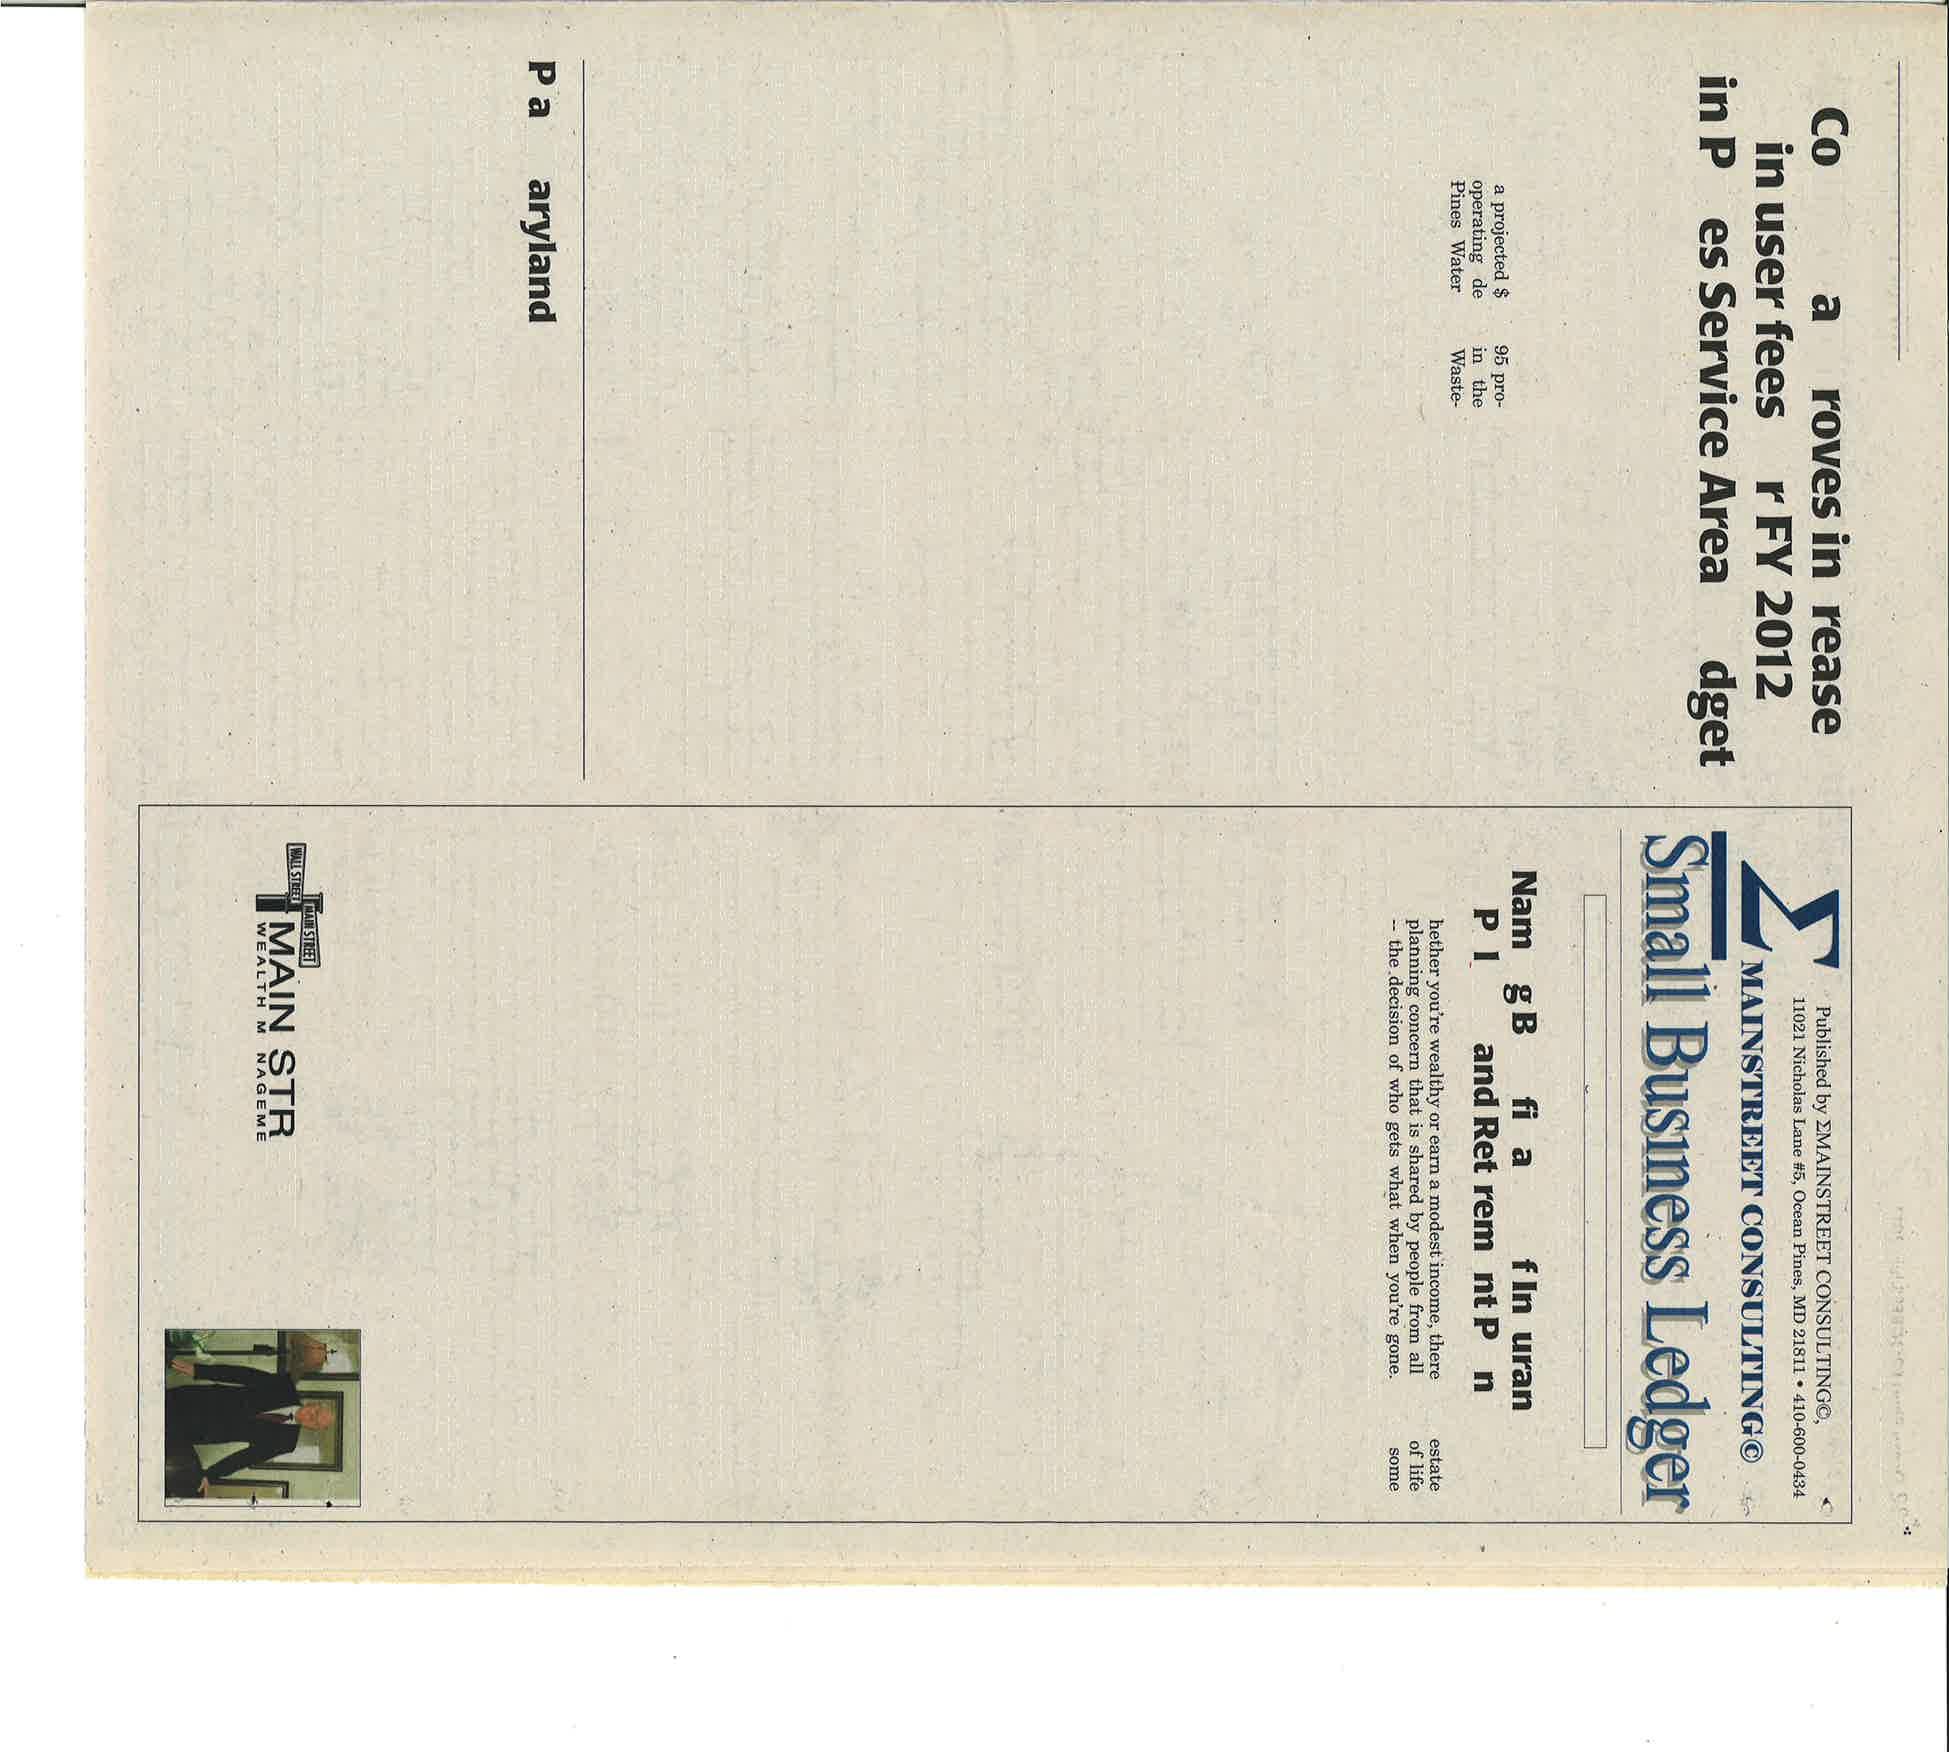 Co a roves in rease
in user fees r FY 2012
in P es Service Area dget
a projected $ 95 pro-
operating de in the
Pines Water Waste-
P a aryland
Published by ΣMAINSTREET CONSULTING©,
11021 Nicholas Lane #5, Ocean Pines, MD 21811 • 410-600-0434
Σ MAINSTREET CONSULTING©
Small Business Ledger
Nam g B fi a f In uran
P l and Ret rem nt P n
hether you're wealthy or earn a modest income, there estate
planning concern that is shared by people from all of life
-- the decision of who gets what when you're gone. some
WALL STREET
MAIN STREET
MAIN STR
WEALTH M NAGEME